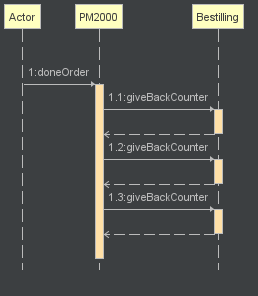 Actor PM2000 Bestilling
1:doneOrder
1.1:giveBackCounter
1.2:giveBackCounter
1.3:giveBackCounter